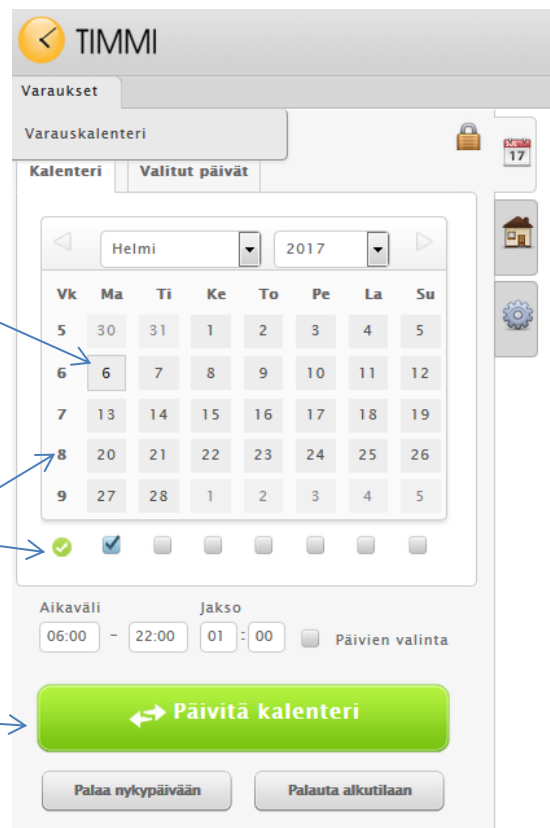 TIMMI
Varaukset
Varauskalenteri
17
Kalenteri Valitut päivät
Helmi 2017
Vk Ma Ti Ke To Pe La Su
5 30 31 1 2 3 4 5
6 6 7 8 9 10 11 12
7 13 14 15 16 17 18 19
8 20 21 22 23 24 25 26
9 27 28 1 2 3 4 5
Aikaväli Jakso
06:00 - 22:00 01 : 00 Päivien valinta
Päivitä kalenteri
Palaa nykypäivään Palauta alkutilaan